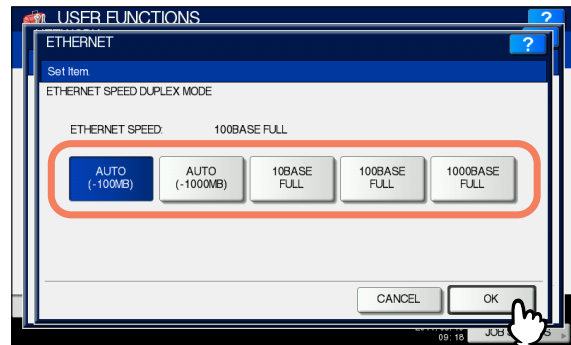 USER FUNCTIONS
?
ETHERNET
?
Set Item.
ETHERNET SPEED DUPLEX MODE
ETHERNET SPEED: 100BASE FULL
AUTO
(-100MB)
AUTO
(-1000MB)
10BASE
FULL
100BASE
FULL
1000BASE
FULL
CANCEL
OK
09: 18